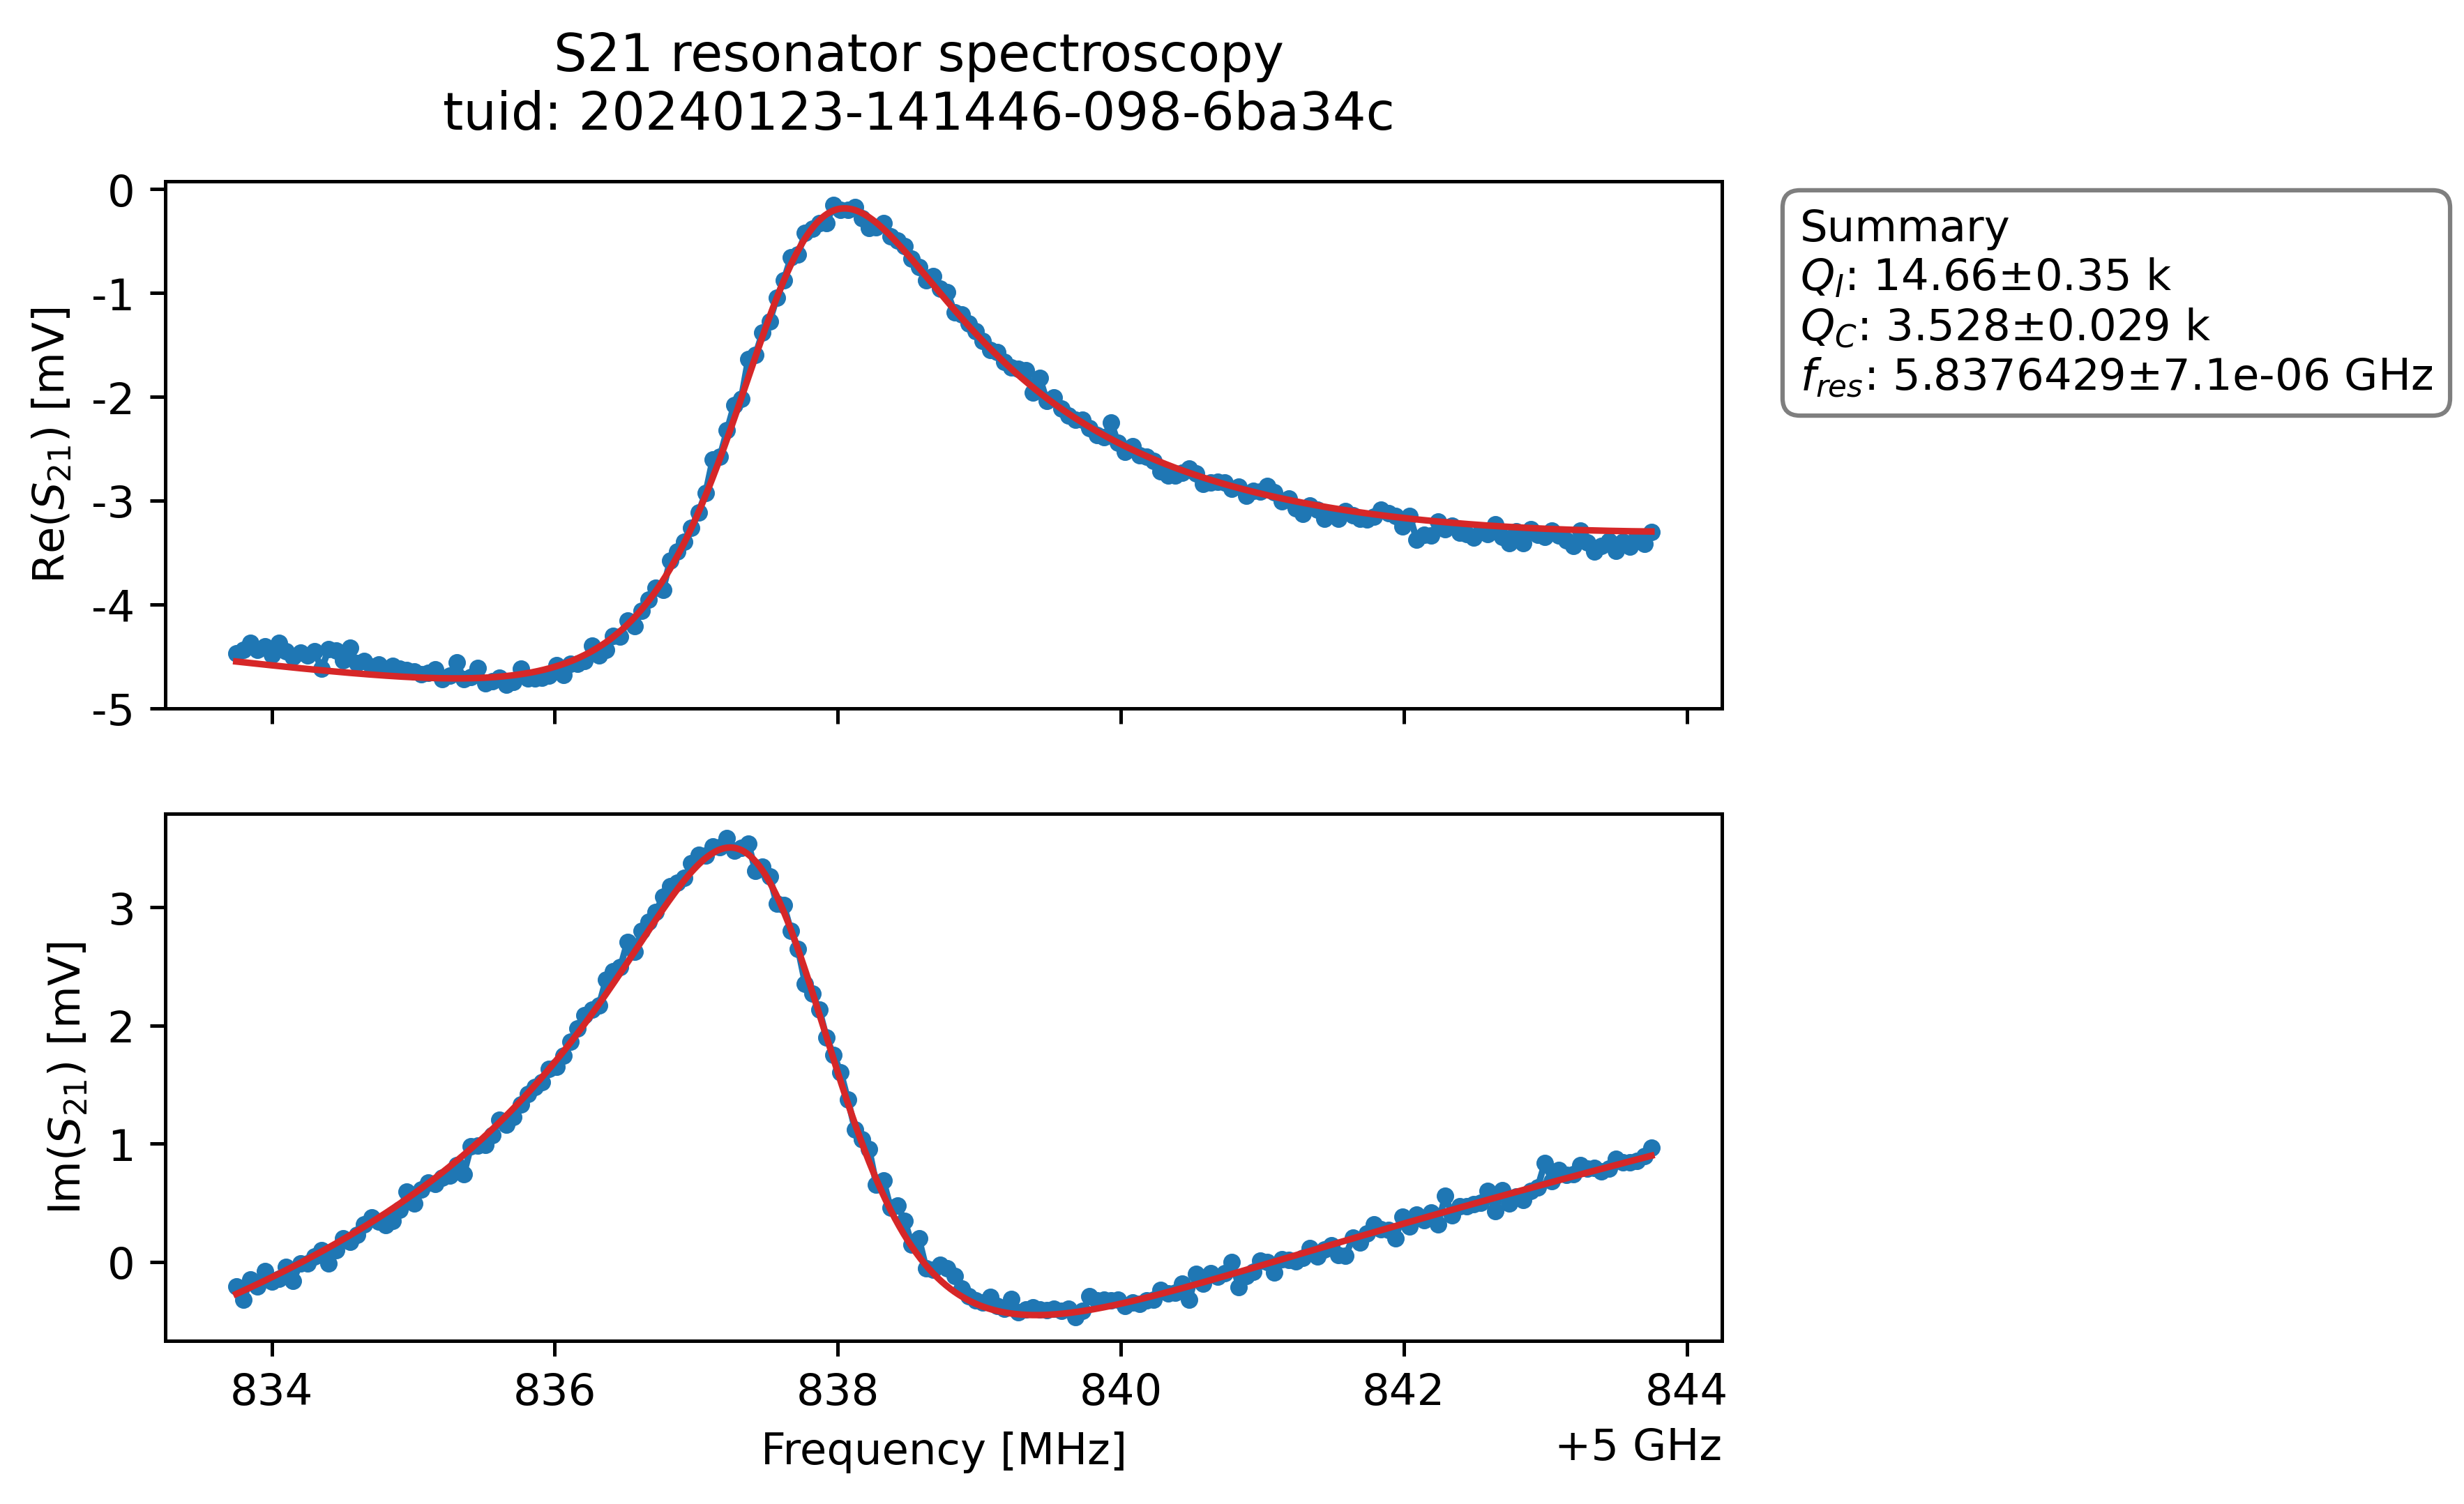 S21 resonator spectroscopy
tuid: 20240123-141446-098-6ba34c
0
-1
-2
-3
-4
-5
Re(S₂₁) [mV]
Summary
Q_I: 14.66±0.35 k
Q_C: 3.528±0.029 k
f_res: 5.8376429±7.1e-06 GHz
3
2
1
0
Im(S₂₁) [mV]
834 836 838 840 842 844
Frequency [MHz]
+5 GHz